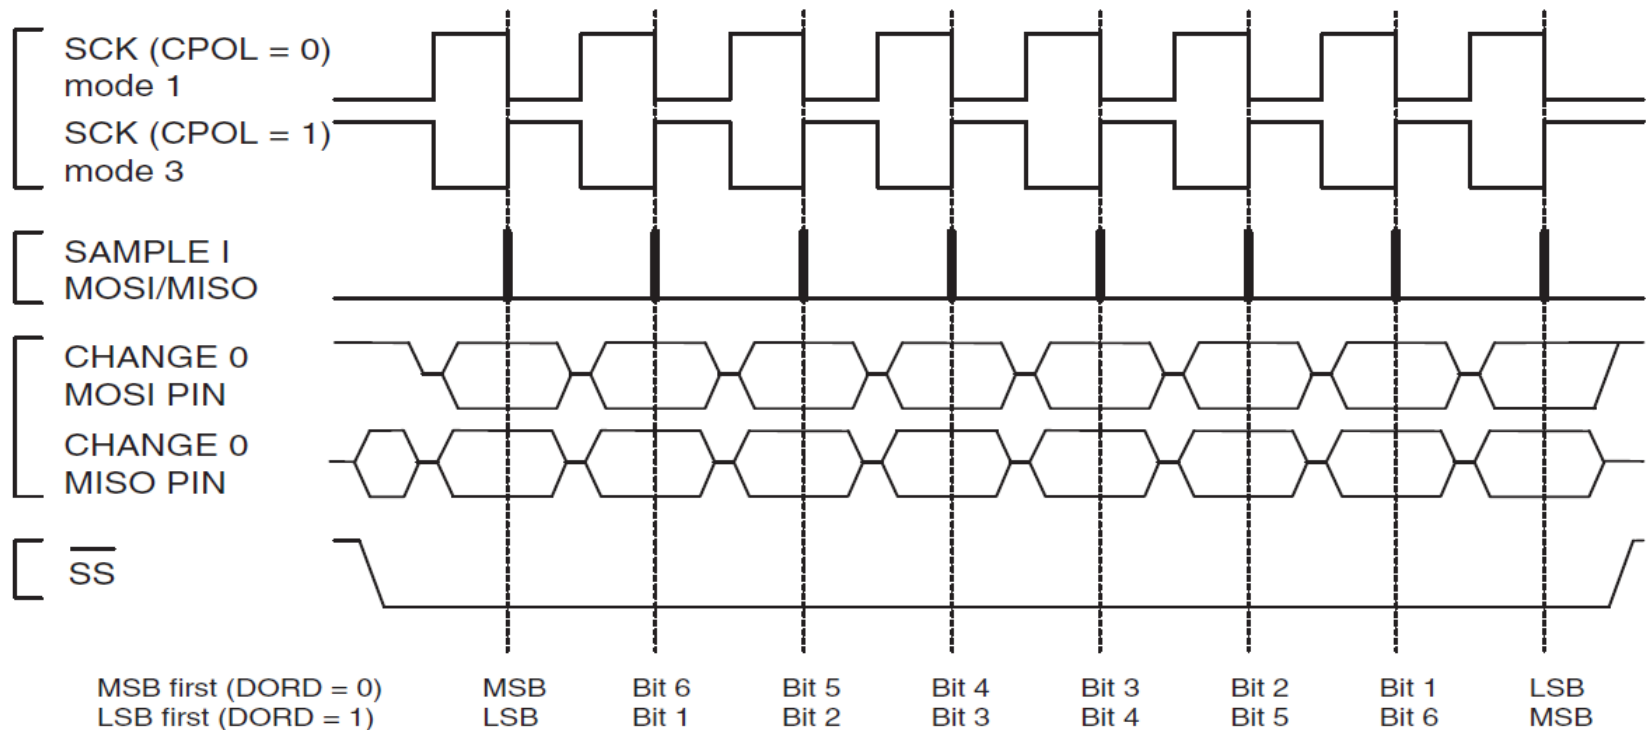 SCK (CPOL = 0)
mode 1
SCK (CPOL = 1)
mode 3
SAMPLE I
MOSI/MISO
CHANGE 0
MOSI PIN
CHANGE 0
MISO PIN
SS
MSB first (DORD = 0) MSB Bit 6 Bit 5 Bit 4 Bit 3 Bit 2 Bit 1 LSB
LSB first (DORD = 1) LSB Bit 1 Bit 2 Bit 3 Bit 4 Bit 5 Bit 6 MSB